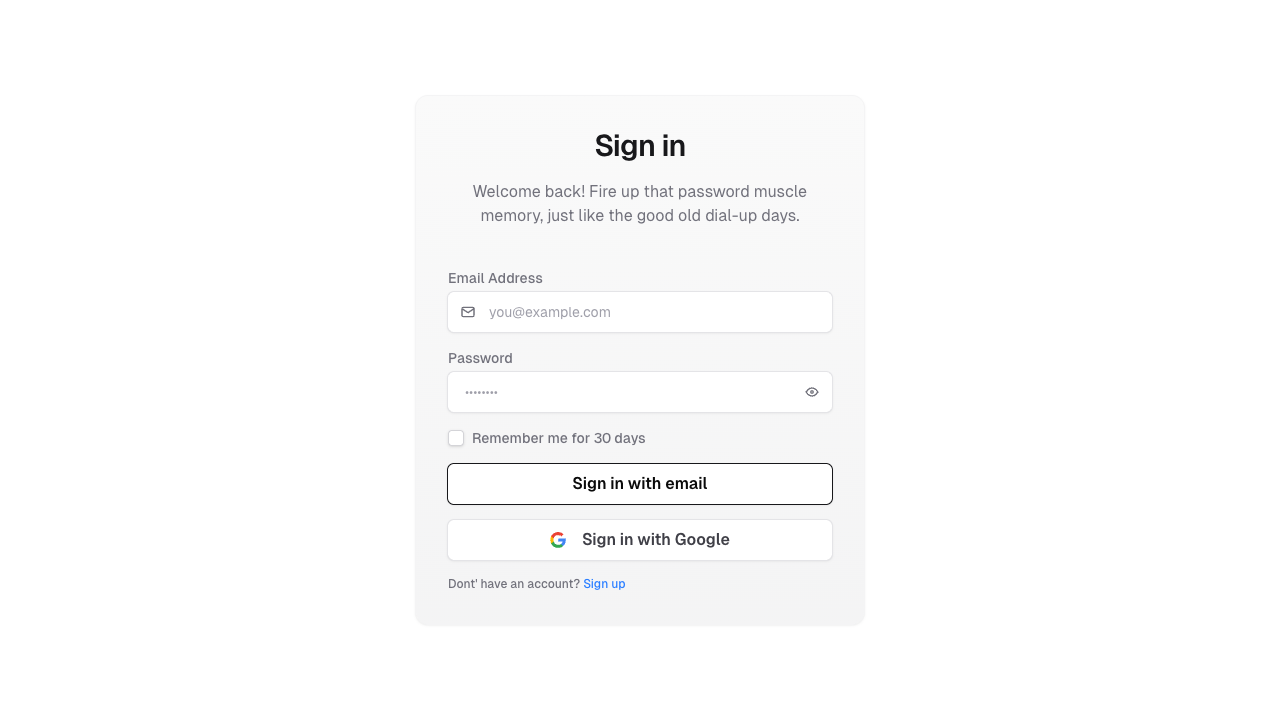 Sign in
Welcome back! Fire up that password muscle
memory, just like the good old dial-up days.
Email Address
you@example.com
Password
••••••••
Remember me for 30 days
Sign in with email
Sign in with Google
Dont' have an account? Sign up